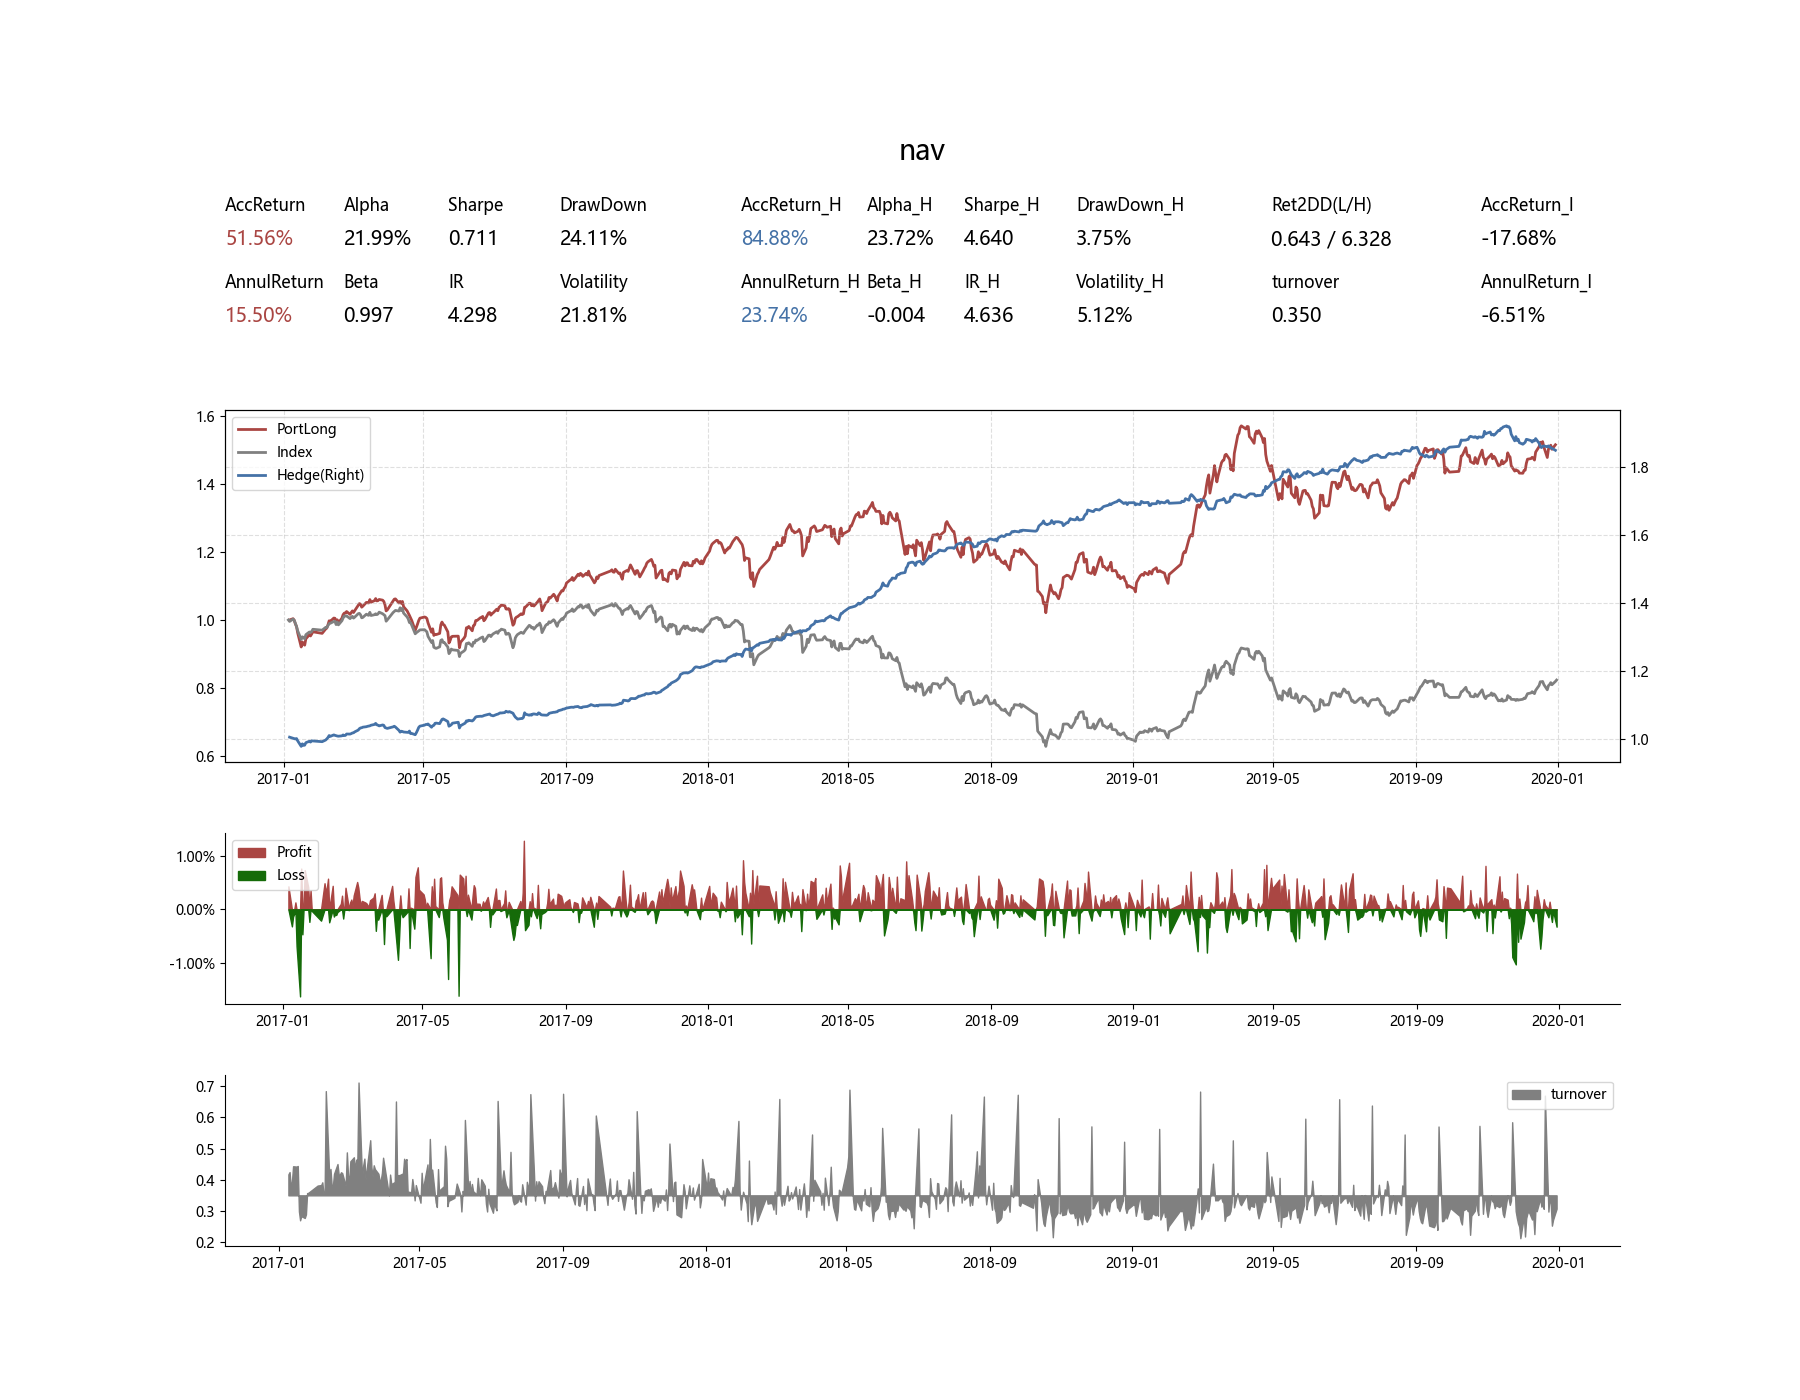 nav
AccReturn Alpha Sharpe DrawDown AccReturn_H Alpha_H Sharpe_H DrawDown_H Ret2DD(L/H) AccReturn_I
51.56% 21.99% 0.711 24.11% 84.88% 23.72% 4.640 3.75% 0.643 / 6.328 -17.68%
AnnulReturn Beta IR Volatility AnnulReturn_H Beta_H IR_H Volatility_H turnover AnnulReturn_I
15.50% 0.997 4.298 21.81% 23.74% -0.004 4.636 5.12% 0.350 -6.51%
1.6
PortLong
Index
Hedge(Right)
1.8
1.4
1.6
1.2
1.4
1.0
1.2
0.8
1.0
0.6
2017-01 2017-05 2017-09 2018-01 2018-05 2018-09 2019-01 2019-05 2019-09 2020-01
Profit
Loss
1.00%
0.00%
-1.00%
2017-01 2017-05 2017-09 2018-01 2018-05 2018-09 2019-01 2019-05 2019-09 2020-01
turnover
0.7
0.6
0.5
0.4
0.3
0.2
2017-01 2017-05 2017-09 2018-01 2018-05 2018-09 2019-01 2019-05 2019-09 2020-01